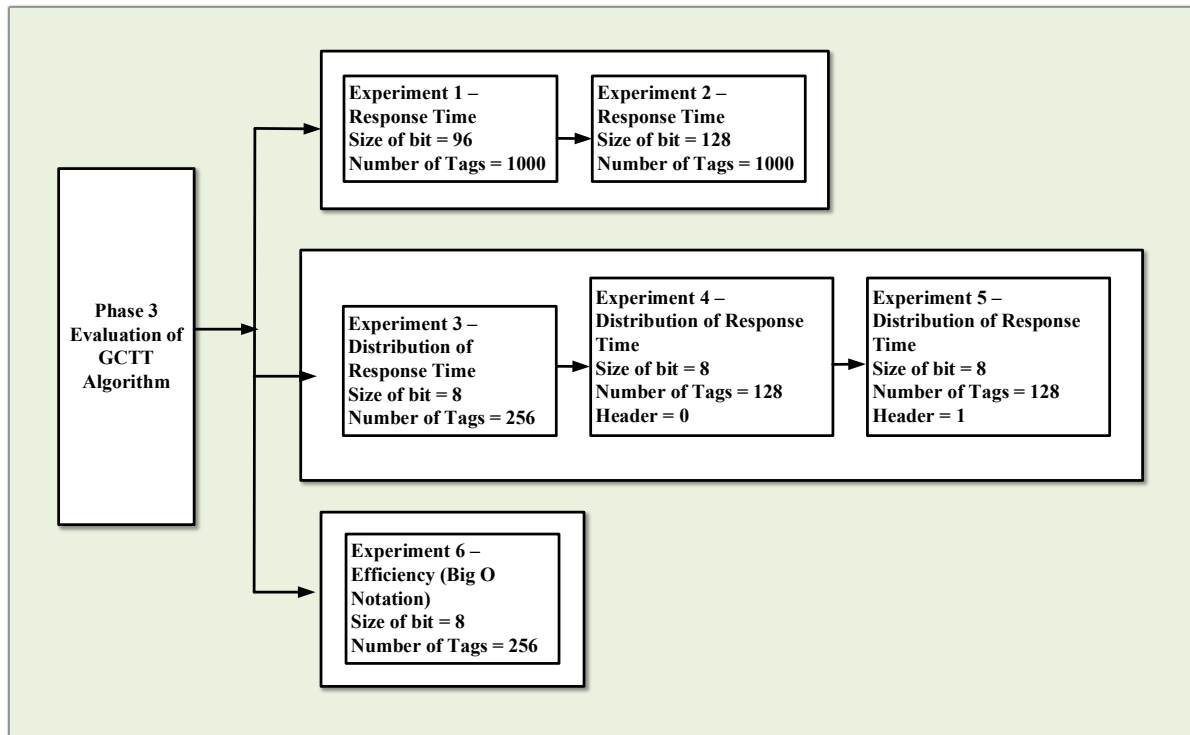 Phase 3
Evaluation of
GCTT
Algorithm
Experiment 1 –
Response Time
Size of bit = 96
Number of Tags = 1000
Experiment 2 –
Response Time
Size of bit = 128
Number of Tags = 1000
Experiment 3 –
Distribution of
Response Time
Size of bit = 8
Number of Tags = 256
Experiment 4 –
Distribution of Response
Time
Size of bit = 8
Number of Tags = 128
Header = 0
Experiment 5 –
Distribution of Response
Time
Size of bit = 8
Number of Tags = 128
Header = 1
Experiment 6 –
Efficiency (Big O
Notation)
Size of bit = 8
Number of Tags = 256